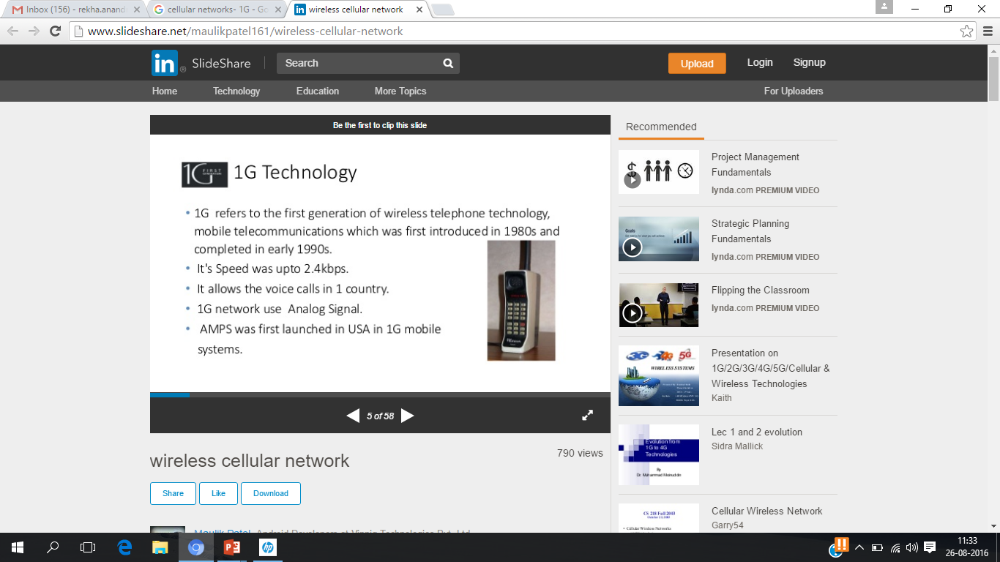 Inbox (156) - rekha.anand
cellular networks- 1G - Go
wireless cellular network
www.slideshare.net/maulikpatel161/wireless-cellular-network
in ® SlideShare
Search
Upload
Login
Signup
Home
Technology
Education
More Topics
For Uploaders
Be the first to clip this slide
1G FIRST
1G Technology
• 1G refers to the first generation of wireless telephone technology,
mobile telecommunications which was first introduced in 1980s and
completed in early 1990s.
• It's Speed was upto 2.4kbps.
• It allows the voice calls in 1 country.
• 1G network use Analog Signal.
• AMPS was first launched in USA in 1G mobile
systems.
5 of 58
wireless cellular network
790 views
Share
Like
Download
Maulik Patel, Android Developers at Vinnig Technologies Pvt. Ltd
Recommended
Project Management
Fundamentals
lynda.com PREMIUM VIDEO
Goals
Strategic Planning
Fundamentals
lynda.com PREMIUM VIDEO
Flipping the Classroom
lynda.com PREMIUM VIDEO
3G 4G 5G
WIRELESS SYSTEMS
Presentation on
1G/2G/3G/4G/5G/Cellular &
Wireless Technologies
Kaith
Evolution from
1G to 4G
Technologies
By
Dr. Muhammad Moinuddin
Lec 1 and 2 evolution
Sidra Mallick
CS 218 Fall 2003
October 23, 2003
• Cellular Wireless Networks
Cellular Wireless Network
Garry54
hp
11:33
26-08-2016